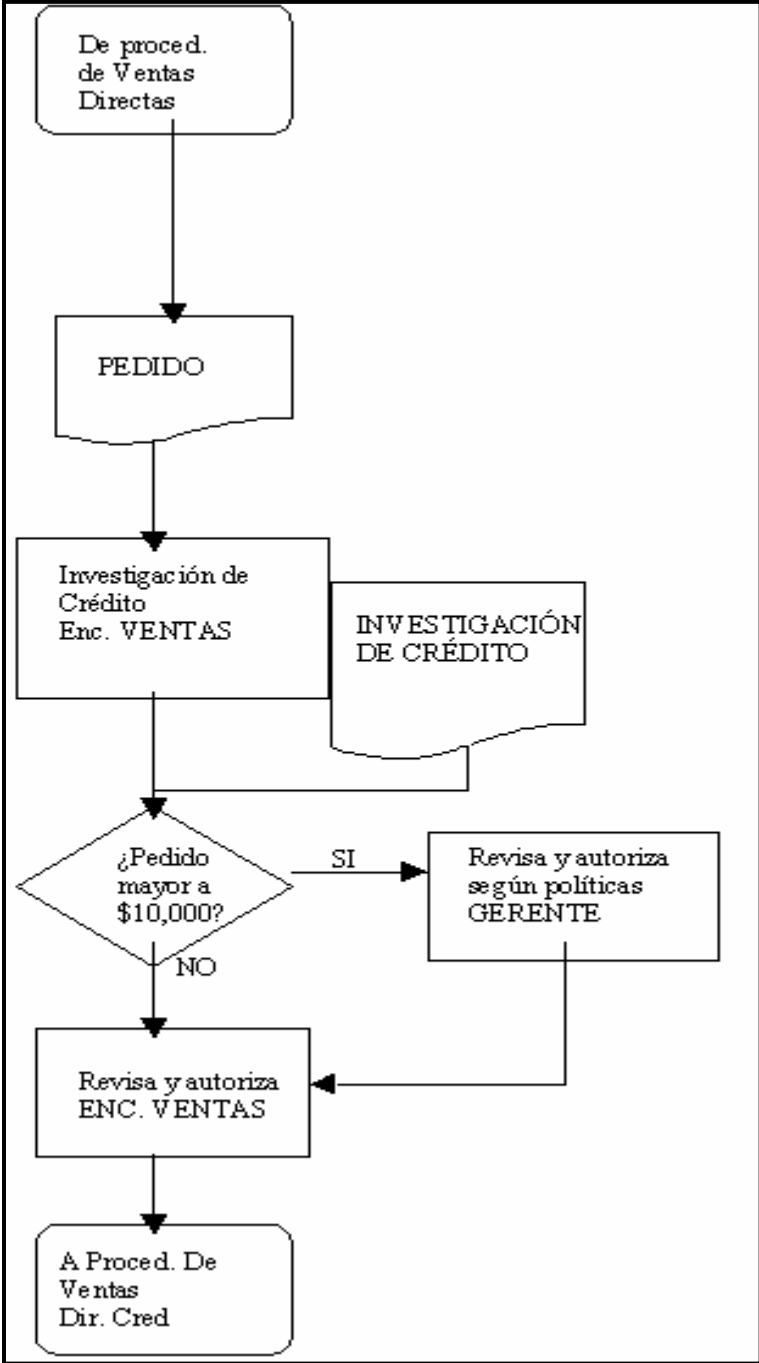 De proced.
de Ventas
Directas
PEDIDO
Investigación de
Crédito
Enc. VENTAS
INVESTIGACIÓN
DE CRÉDITO
¿Pedido
mayor a
$10,000?
SI
Revisa y autoriza
según políticas
GERENTE
NO
Revisa y autoriza
ENC. VENTAS
A Proced. De
Ventas
Dir. Cred